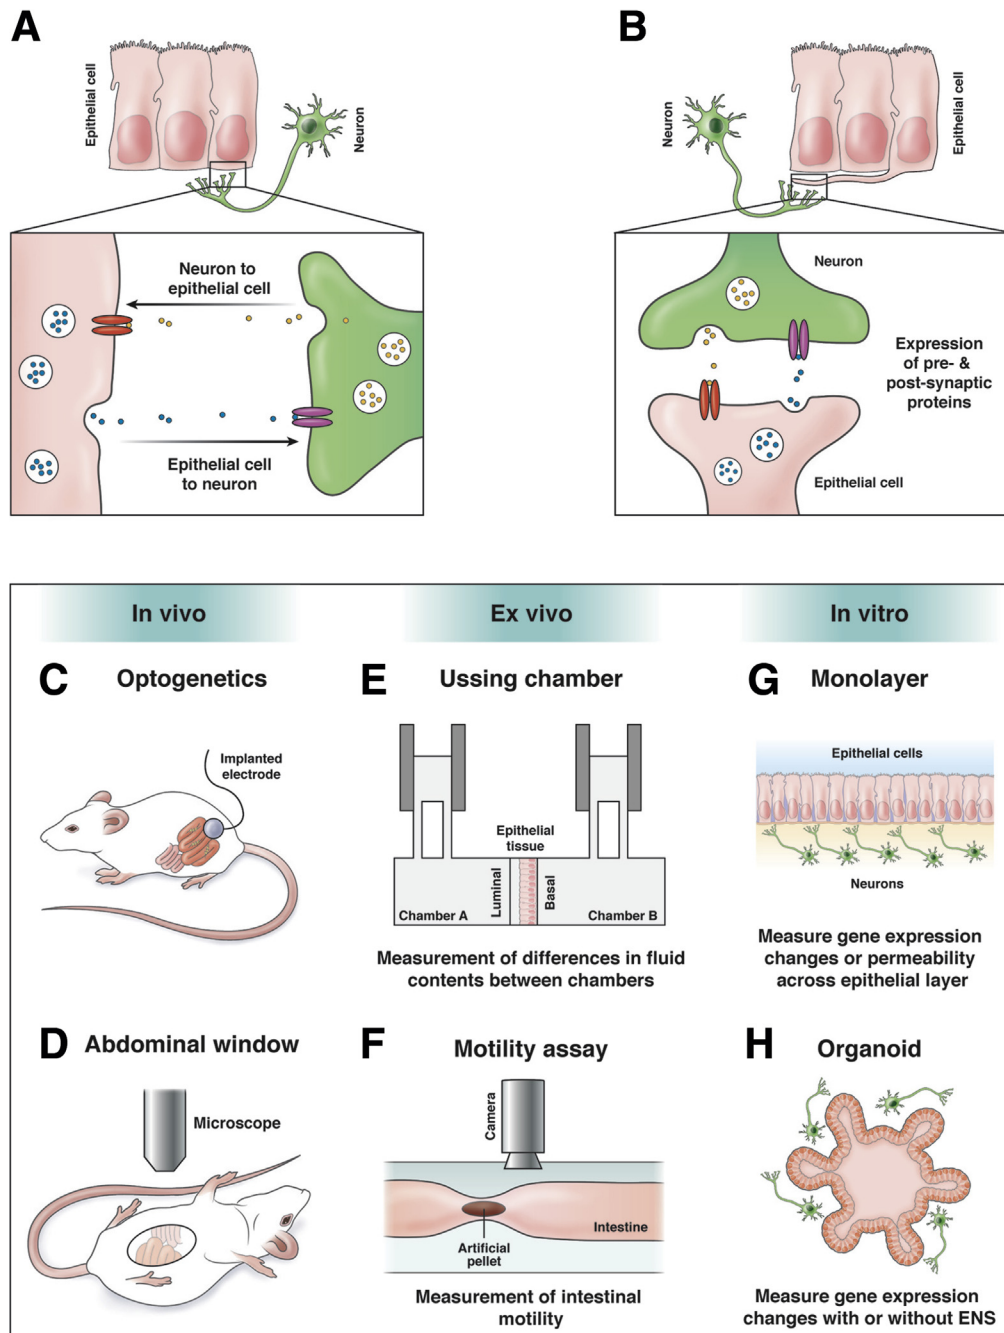 A
Epithelial cell
Neuron
Neuron to
epithelial cell
Epithelial cell
to neuron
B
Neuron
Epithelial cell
Neuron
Expression
of pre- &
post-synaptic
proteins
Epithelial cell
In vivo
Ex vivo
In vitro
C
Optogenetics
Implanted
electrode
E
Ussing chamber
Epithelial
tissue
Luminal
Basal
Chamber A
Chamber B
Measurement of differences in fluid
contents between chambers
G
Monolayer
Epithelial cells
Neurons
Measure gene expression
changes or permeability
across epithelial layer
D
Abdominal window
Microscope
F
Motility assay
Camera
Intestine
Artificial
pellet
Measurement of intestinal
motility
H
Organoid
Measure gene expression
changes with or without ENS